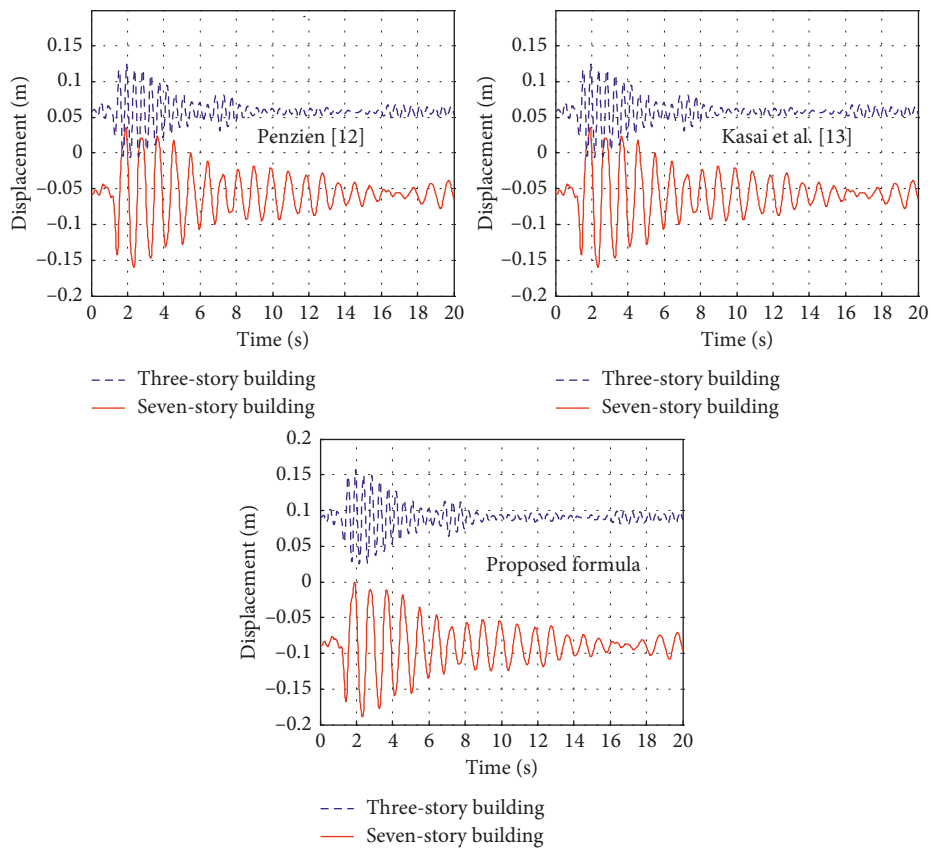 0.15
0.1
0.05
0
–0.05
–0.1
–0.15
–0.2
Displacement (m)
Penzien [12]
0 2 4 6 8 10 12 14 16 18 20
Time (s)
Three-story building
Seven-story building
0.15
0.1
0.05
0
–0.05
–0.1
–0.15
–0.2
Displacement (m)
Kasai et al. [13]
0 2 4 6 8 10 12 14 16 18 20
Time (s)
Three-story building
Seven-story building
0.2
0.15
0.1
0.05
0
–0.05
–0.1
–0.15
–0.2
Displacement (m)
Proposed formula
0 2 4 6 8 10 12 14 16 18 20
Time (s)
Three-story building
Seven-story building